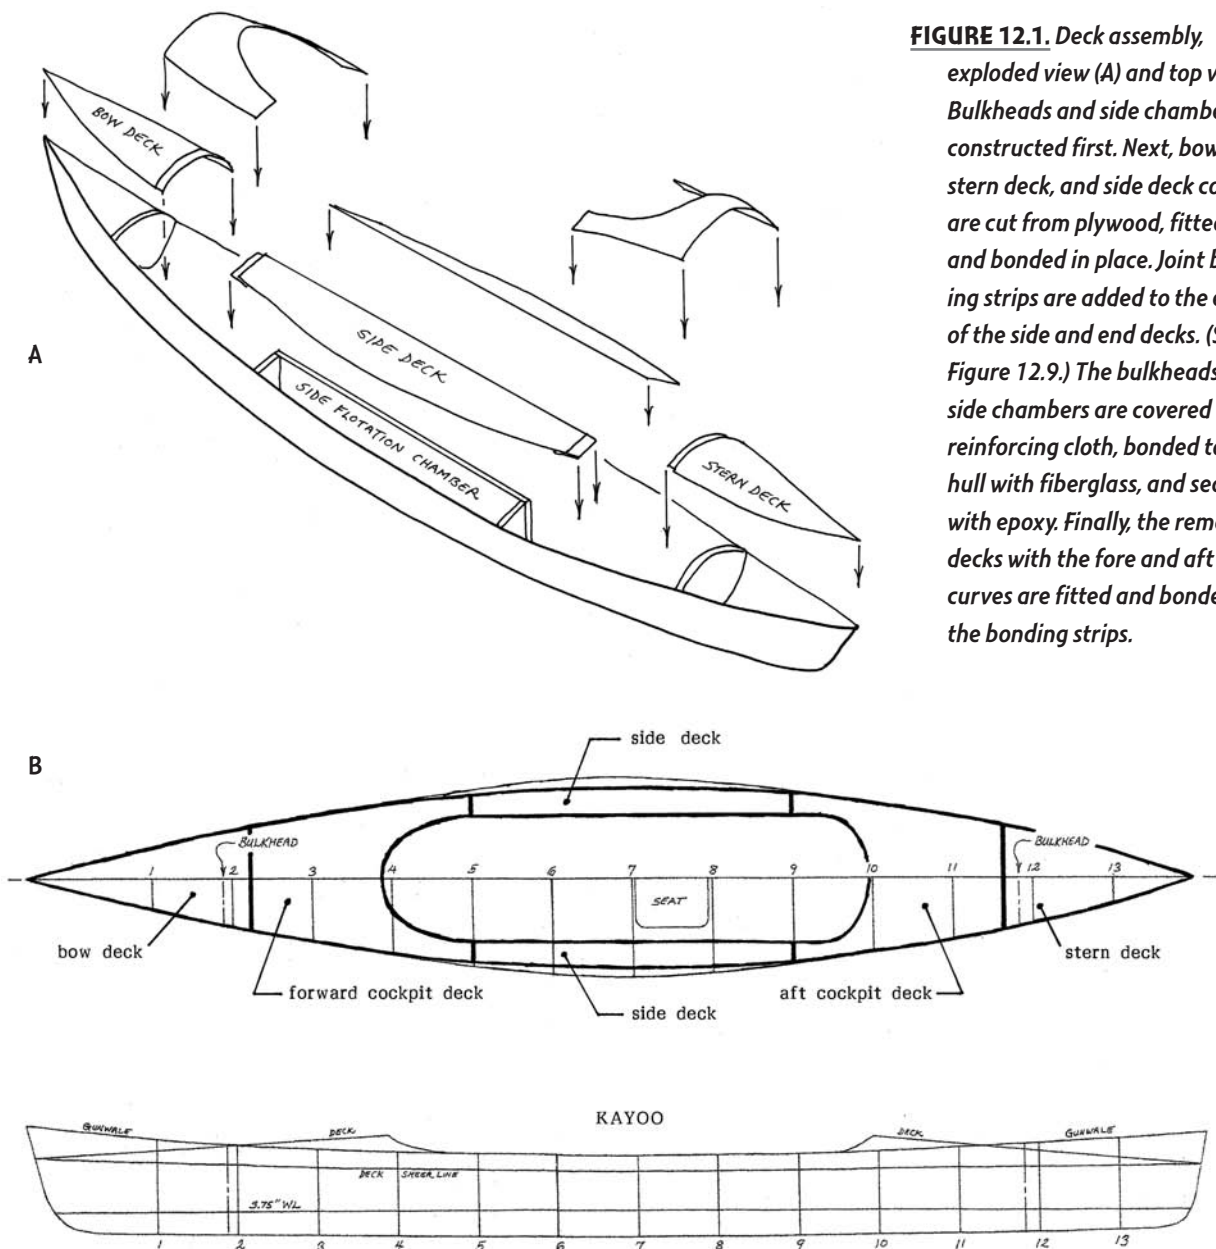 FIGURE 12.1. Deck assembly,
exploded view (A) and top v
Bulkheads and side chambe
constructed first. Next, bow
stern deck, and side deck co
are cut from plywood, fitted
and bonded in place. Joint b
ing strips are added to the e
of the side and end decks. (S
Figure 12.9.) The bulkheads
side chambers are covered
reinforcing cloth, bonded to
hull with fiberglass, and sea
with epoxy. Finally, the rema
decks with the fore and aft
curves are fitted and bonde
the bonding strips.
A
BOW DECK
SIDE DECK
SIDE FLOTATION CHAMBER
STERN DECK
B
side deck
BULKHEAD
BULKHEAD
1 2 3 4 5 6 7 8 9 10 11 12 13
SEAT
bow deck
stern deck
forward cockpit deck
aft cockpit deck
side deck
KAYOO
GUNWALE DECK DECK GUNWALE
DECK SHEER LINE
3.75" WL
1 2 3 4 5 6 7 8 9 10 11 12 13